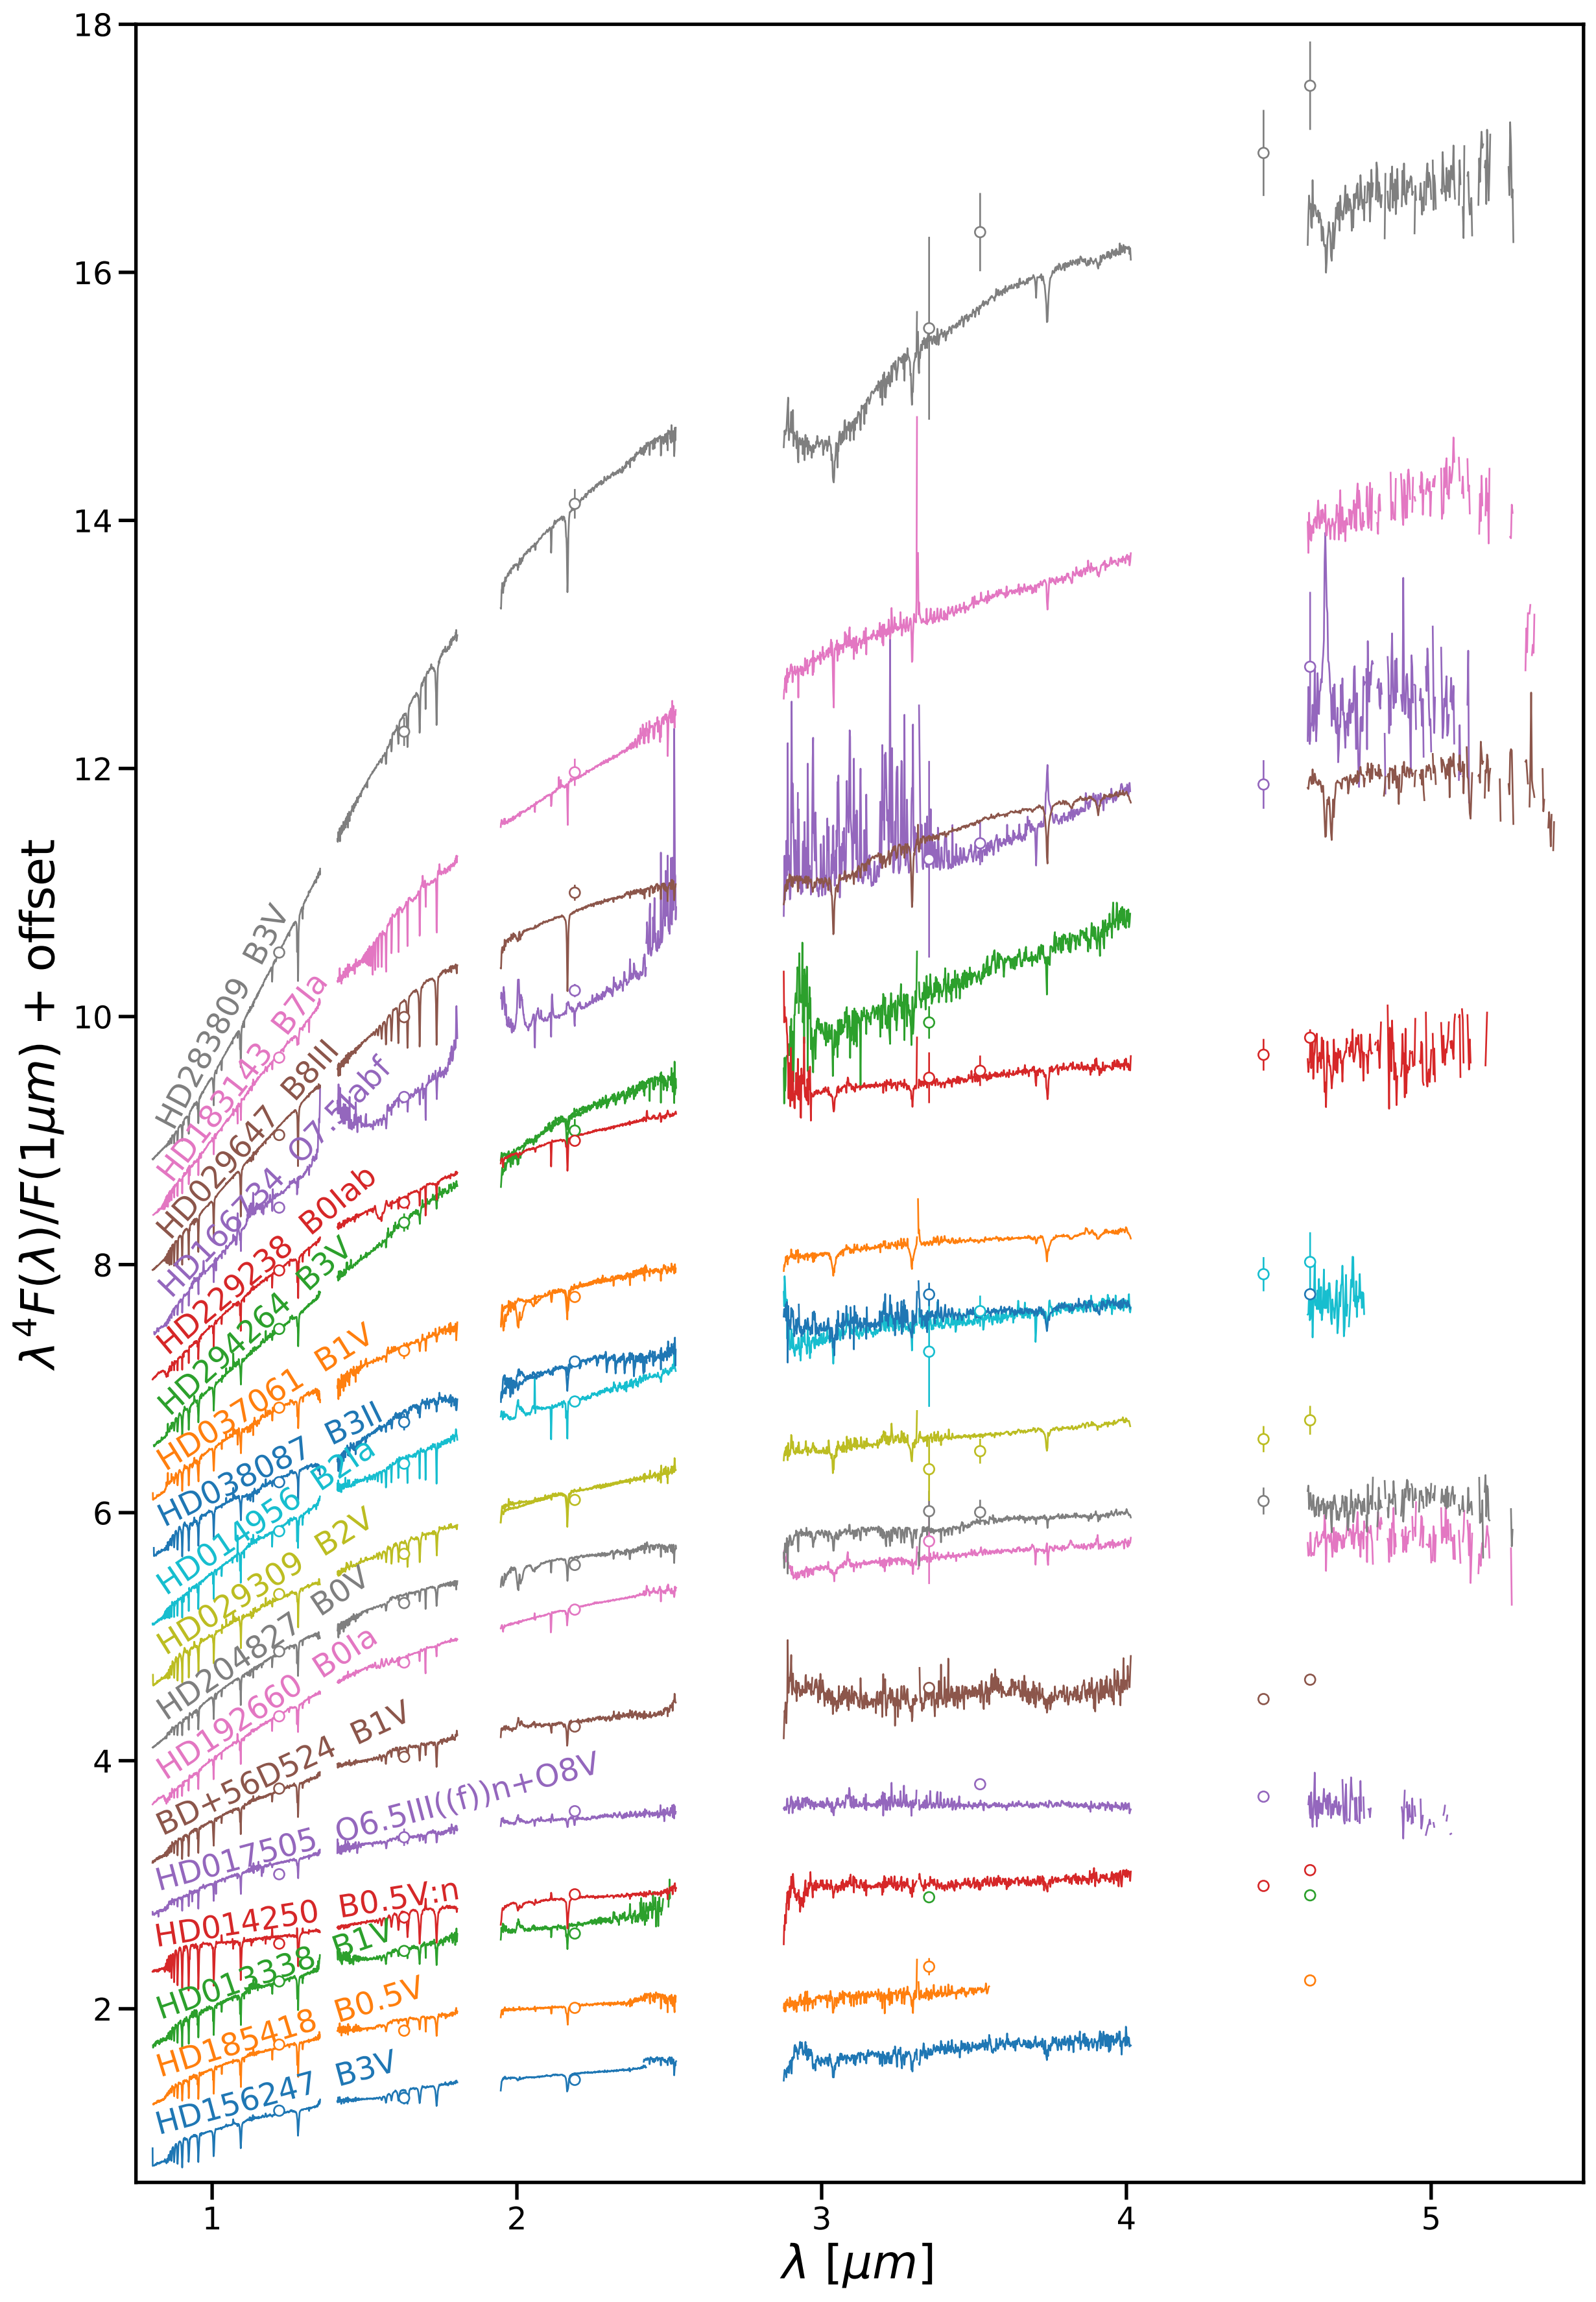 18
16
14
12
10
8
6
4
2
λ⁴F(λ)/F(1μm) + offset
HD283809 B3V
HD183143 B7Ia
HD029647 B8III
HD166734 O7.5Iabf
HD229238 B0Iab
HD294264 B3V
HD037061 B1V
HD038087 B3II
HD014956 B2Ia
HD029309 B2V
HD204827 B0V
HD192660 B0Ia
BD+56D524 B1V
HD017505 O6.5III((f))n+O8V
HD014250 B0.5V:n
HD013338 B1V
HD185418 B0.5V
HD156247 B3V
1 2 3 4 5
λ [μm]